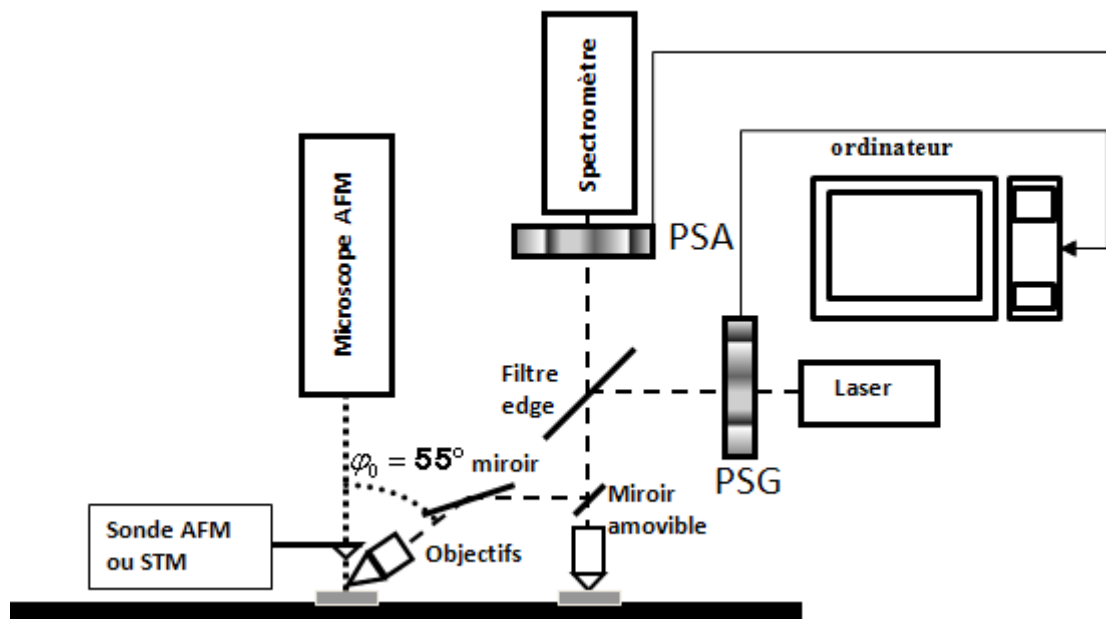 Spectromètre
ordinateur
Microscope AFM
PSA
Filtre
edge
Laser
φ₀ = 55° miroir
PSG
Miroir
amovible
Sonde AFM
ou STM
Objectifs